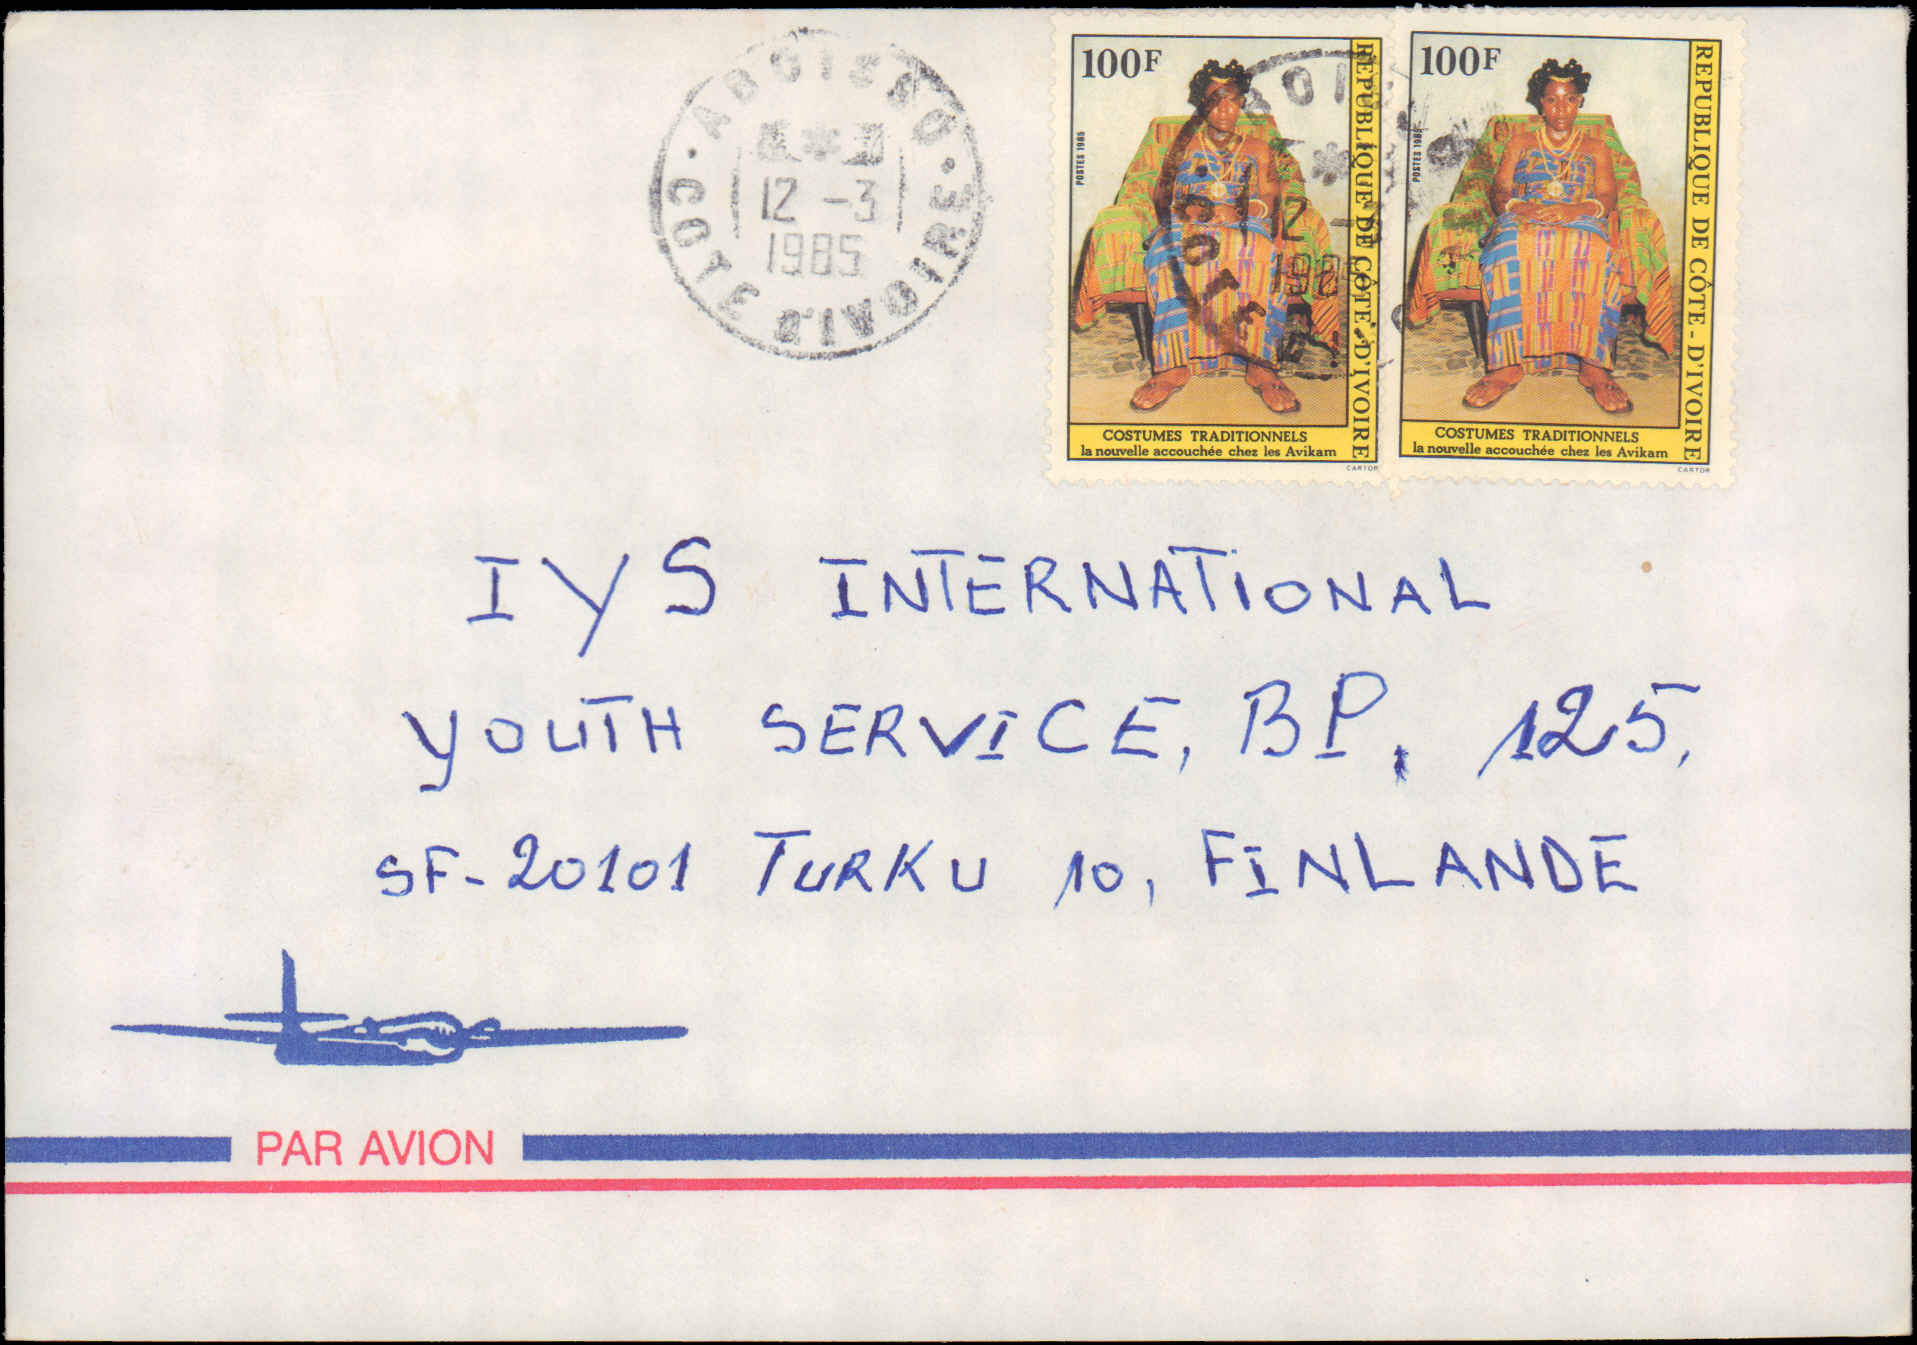 ABOISSO
12 -3
1985
COTE D'IVOIRE
100F
POSTES 1985
REPUBLIQUE DE CÔTE-D'IVOIRE
COSTUMES TRADITIONNELS
la nouvelle accouchée chez les Avikam
CARTOR
100F
POSTES 1985
REPUBLIQUE DE CÔTE-D'IVOIRE
COSTUMES TRADITIONNELS
la nouvelle accouchée chez les Avikam
CARTOR
IYS INTERNATIONAL
YOUTH SERVICE, BP. 125,
SF-20101 TURKU 10, FINLANDE
PAR AVION